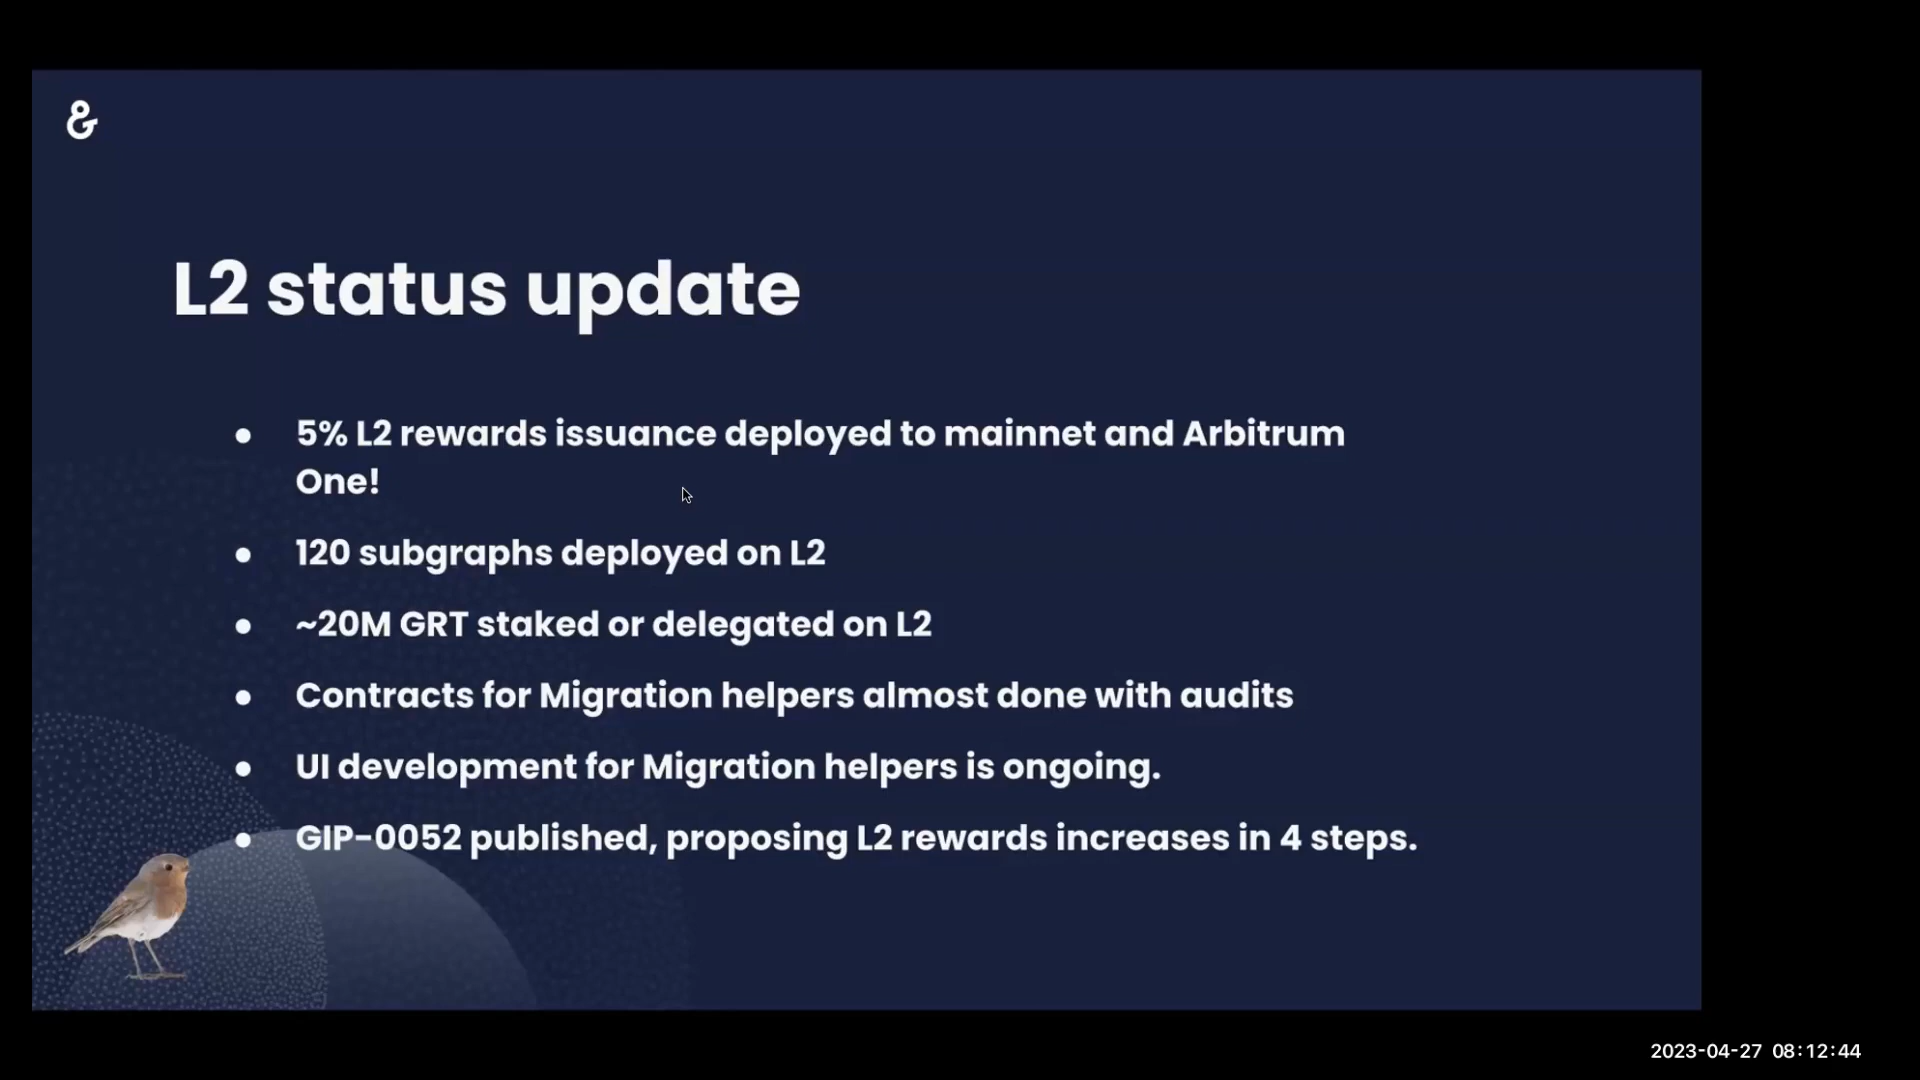 &
L2 status update
● 5% L2 rewards issuance deployed to mainnet and Arbitrum
One!
● 120 subgraphs deployed on L2
● ~20M GRT staked or delegated on L2
● Contracts for Migration helpers almost done with audits
● UI development for Migration helpers is ongoing.
● GIP-0052 published, proposing L2 rewards increases in 4 steps.
2023-04-27 08:12:44